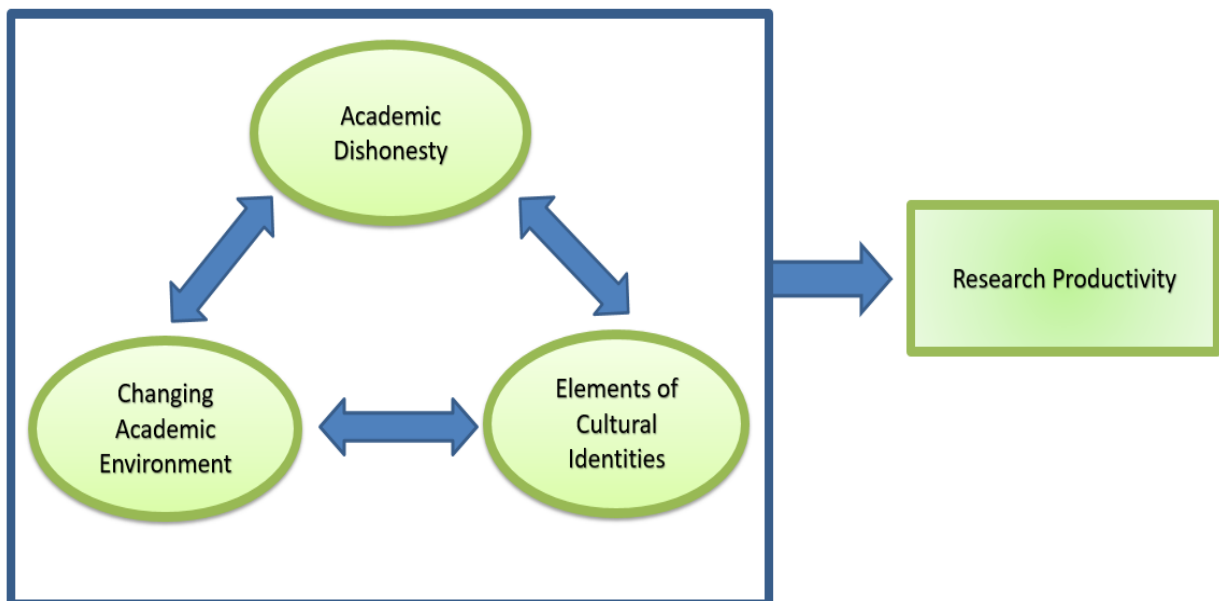 Academic
Dishonesty
Research Productivity
Changing
Academic
Environment
Elements of
Cultural
Identities